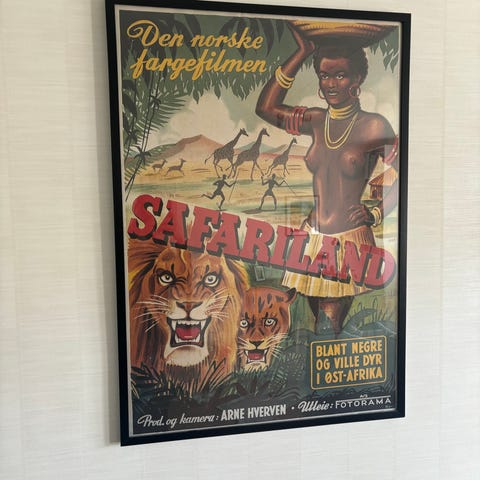 Den norske
fargefilmen
SAFARILAND
BLANT NEGRE
OG VILLE DYR
I ØST-AFRIKA
Prod. og kamera: ARNE HVERVEN • Utleie: A/S FOTORAMA